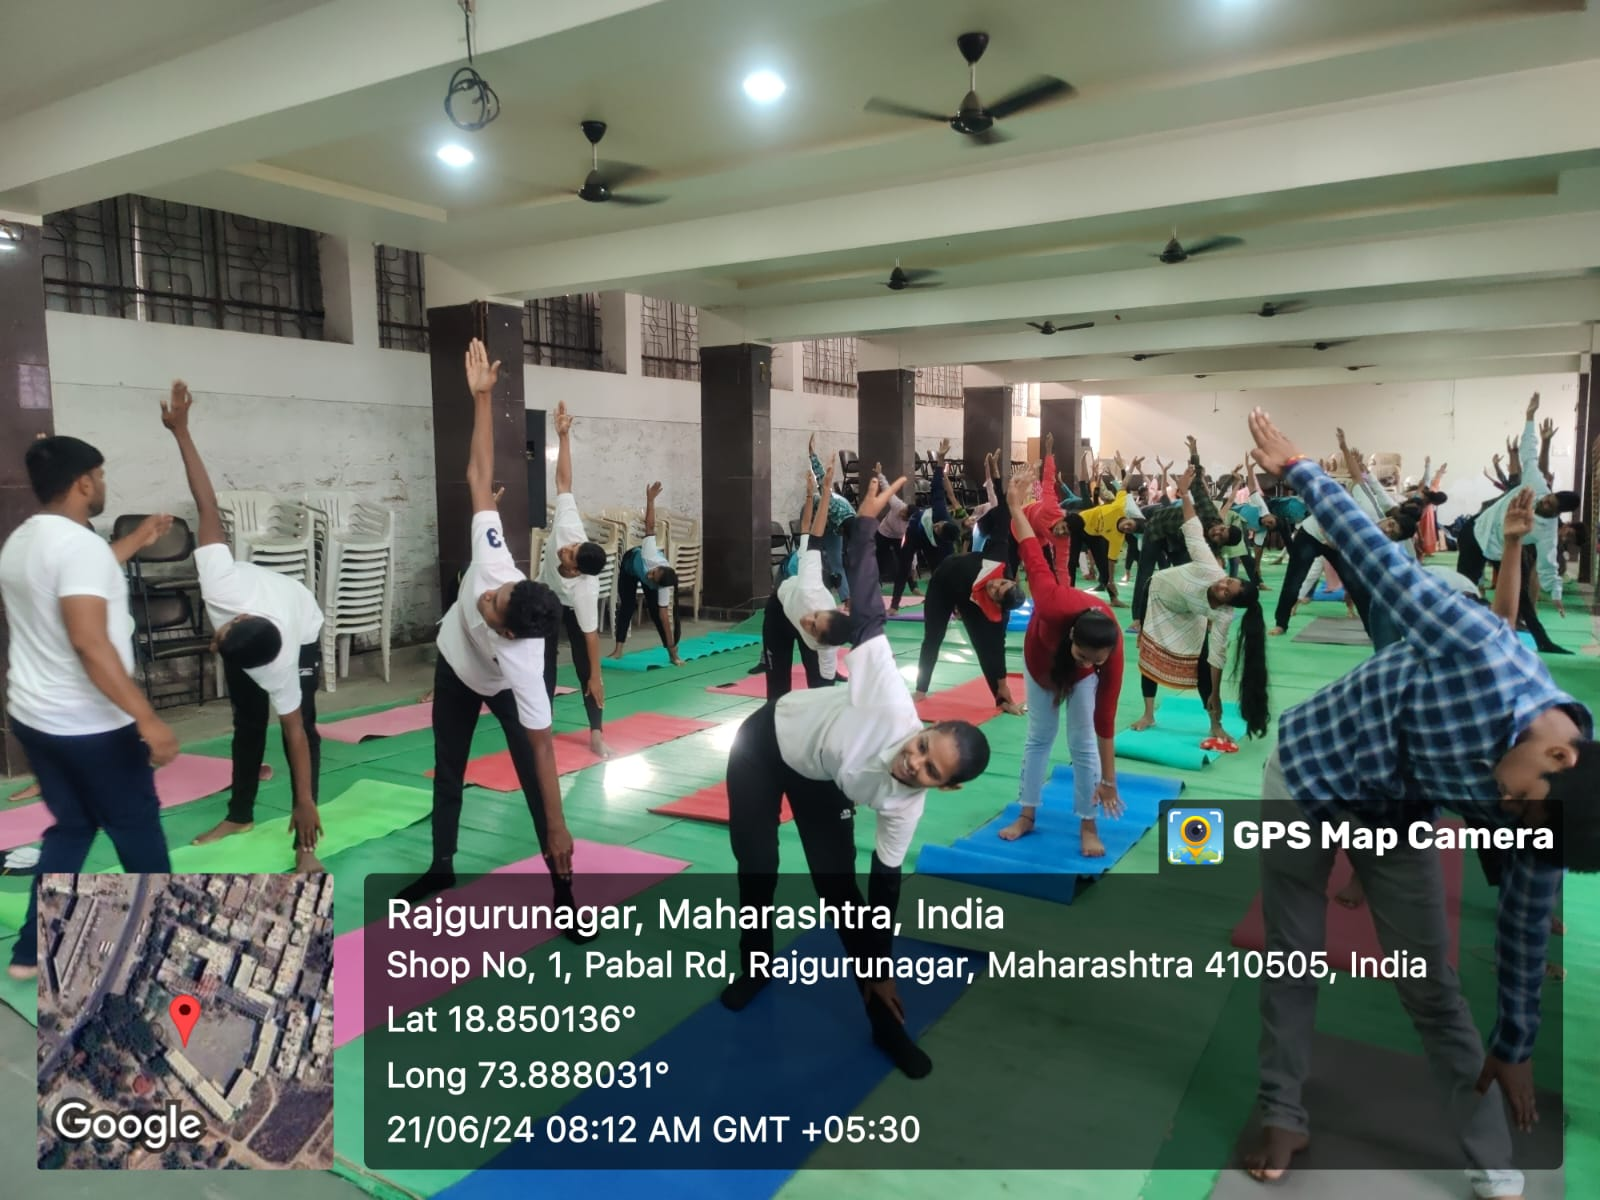 3
GPS Map Camera
Rajgurunagar, Maharashtra, India
Shop No, 1, Pabal Rd, Rajgurunagar, Maharashtra 410505, India
Lat 18.850136°
Long 73.888031°
21/06/24 08:12 AM GMT +05:30
Google